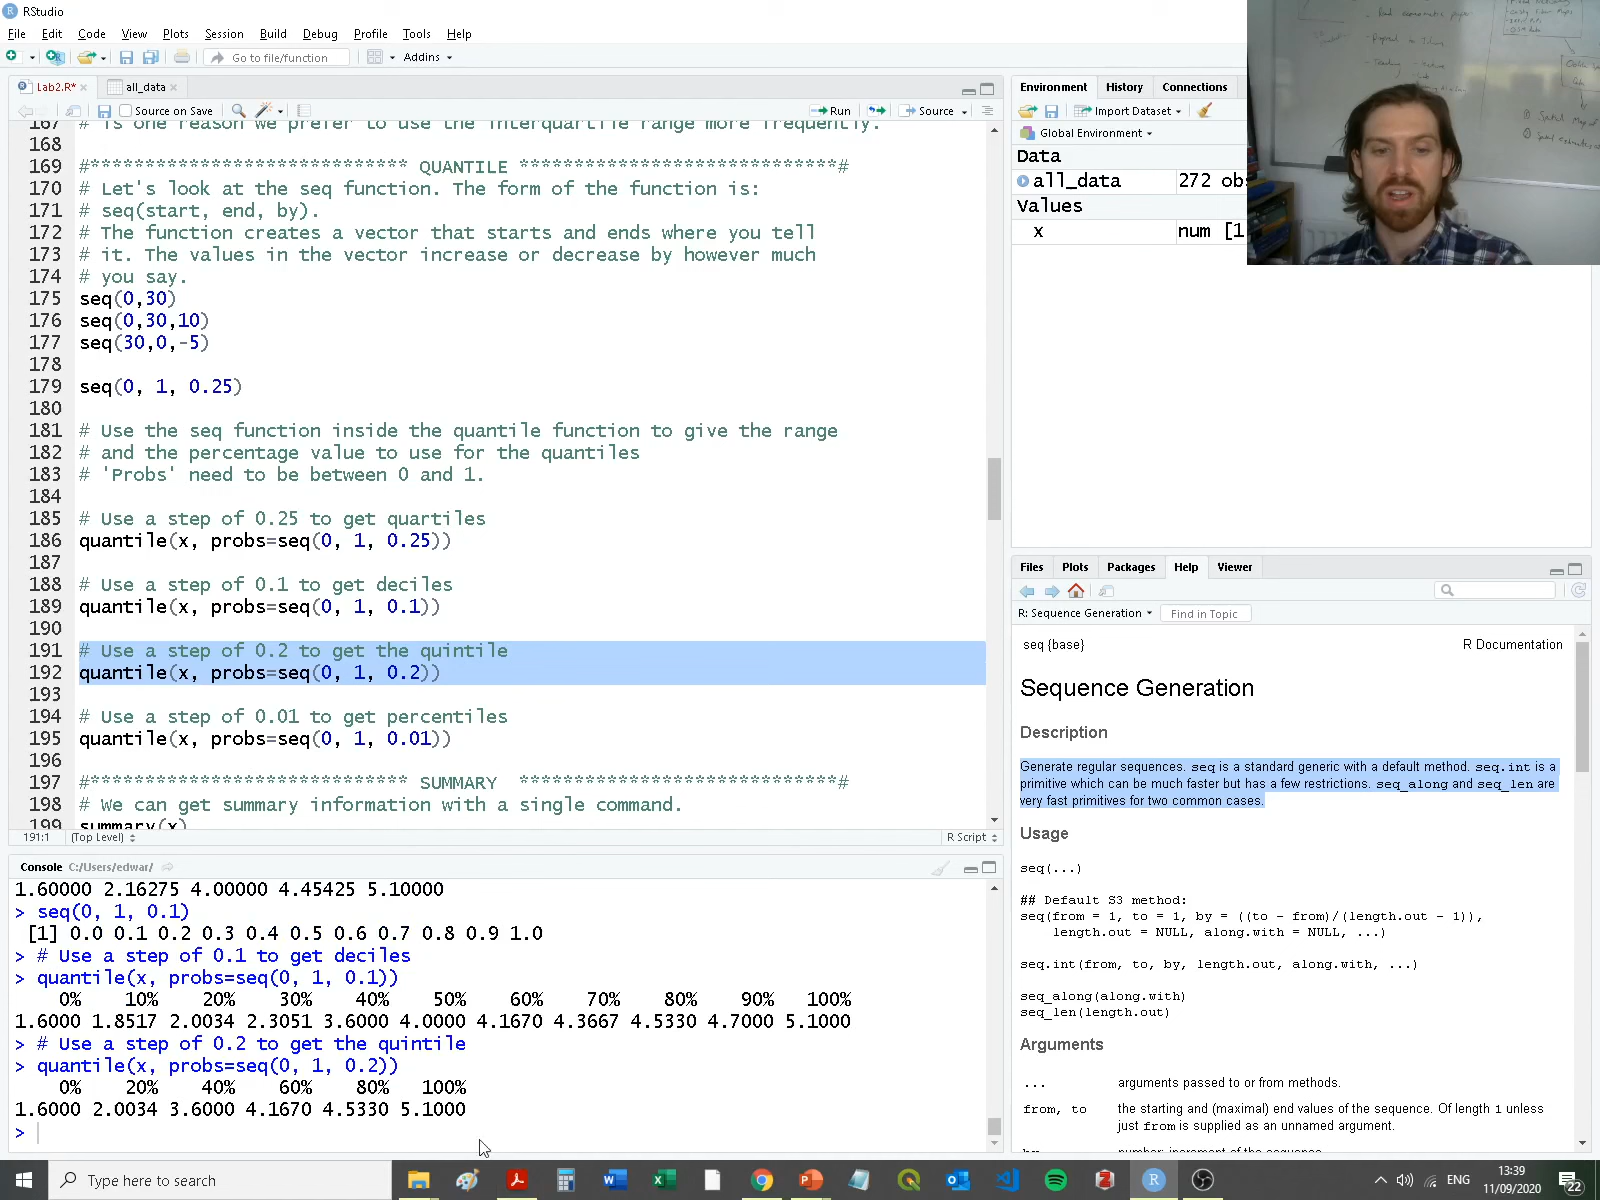 RStudio
File Edit Code View Plots Session Build Debug Profile Tools Help
Go to file/function Addins
Lab2.R* all_data
Source on Save Run Source
167 # is one reason we prefer to use the interquartile range more frequently.
168
169 #***************************** QUANTILE *****************************#
170 # Let's look at the seq function. The form of the function is:
171 # seq(start, end, by).
172 # The function creates a vector that starts and ends where you tell
173 # it. The values in the vector increase or decrease by however much
174 # you say.
175 seq(0,30)
176 seq(0,30,10)
177 seq(30,0,-5)
178
179 seq(0, 1, 0.25)
180
181 # Use the seq function inside the quantile function to give the range
182 # and the percentage value to use for the quantiles
183 # 'Probs' need to be between 0 and 1.
184
185 # Use a step of 0.25 to get quartiles
186 quantile(x, probs=seq(0, 1, 0.25))
187
188 # Use a step of 0.1 to get deciles
189 quantile(x, probs=seq(0, 1, 0.1))
190
191 # Use a step of 0.2 to get the quintile
192 quantile(x, probs=seq(0, 1, 0.2))
193
194 # Use a step of 0.01 to get percentiles
195 quantile(x, probs=seq(0, 1, 0.01))
196
197 #***************************** SUMMARY *****************************#
198 # We can get summary information with a single command.
199 summary(x)
191:1 (Top Level) R Script
Console C:/Users/edwar/
1.60000 2.16275 4.00000 4.45425 5.10000
> seq(0, 1, 0.1)
[1] 0.0 0.1 0.2 0.3 0.4 0.5 0.6 0.7 0.8 0.9 1.0
> # Use a step of 0.1 to get deciles
> quantile(x, probs=seq(0, 1, 0.1))
0% 10% 20% 30% 40% 50% 60% 70% 80% 90% 100%
1.6000 1.8517 2.0034 2.3051 3.6000 4.0000 4.1670 4.3667 4.5330 4.7000 5.1000
> # Use a step of 0.2 to get the quintile
> quantile(x, probs=seq(0, 1, 0.2))
0% 20% 40% 60% 80% 100%
1.6000 2.0034 3.6000 4.1670 4.5330 5.1000
>
Environment History Connections
Import Dataset
Global Environment
Data
all_data 272 ob
Values
x num [1
Files Plots Packages Help Viewer
R: Sequence Generation Find in Topic
seq {base} R Documentation
Sequence Generation
Description
Generate regular sequences. seq is a standard generic with a default method. seq.int is a
primitive which can be much faster but has a few restrictions. seq_along and seq_len are
very fast primitives for two common cases.
Usage
seq(...)
## Default S3 method:
seq(from = 1, to = 1, by = ((to - from)/(length.out - 1)),
length.out = NULL, along.with = NULL, ...)
seq.int(from, to, by, length.out, along.with, ...)
seq_along(along.with)
seq_len(length.out)
Arguments
... arguments passed to or from methods.
from, to the starting and (maximal) end values of the sequence. Of length 1 unless
just from is supplied as an unnamed argument.
by number: increment of the sequence.
Type here to search
ENG
13:39
11/09/2020
22